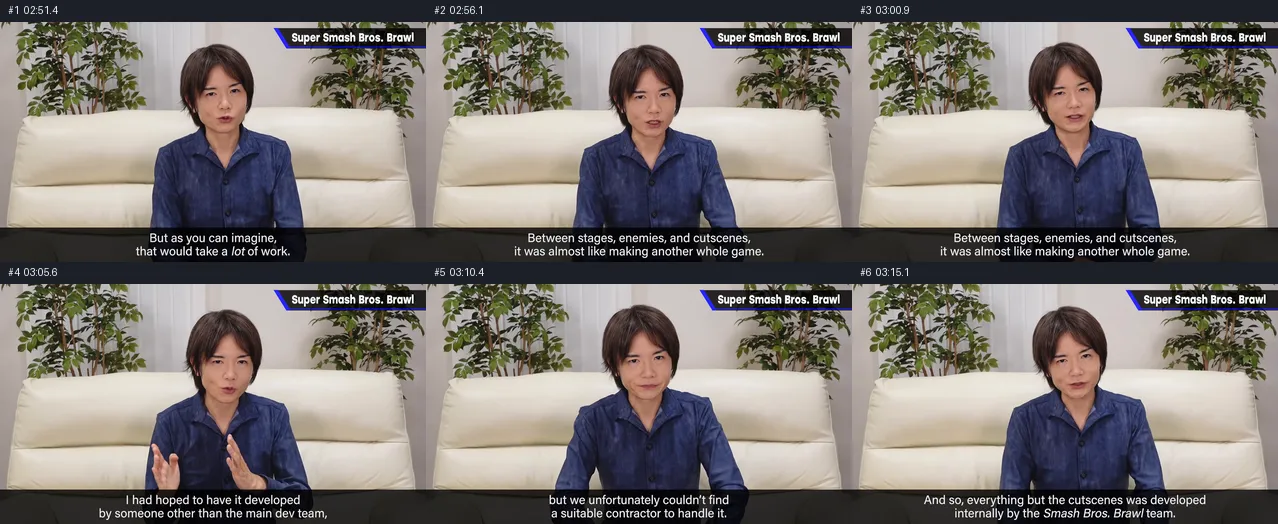 #1 02:51.4
Super Smash Bros. Brawl
But as you can imagine,
that would take a lot of work.
#2 02:56.1
Super Smash Bros. Brawl
Between stages, enemies, and cutscenes,
it was almost like making another whole game.
#3 03:00.9
Super Smash Bros. Brawl
Between stages, enemies, and cutscenes,
it was almost like making another whole game.
#4 03:05.6
Super Smash Bros. Brawl
I had hoped to have it developed
by someone other than the main dev team,
#5 03:10.4
Super Smash Bros. Brawl
but we unfortunately couldn't find
a suitable contractor to handle it.
#6 03:15.1
Super Smash Bros. Brawl
And so, everything but the cutscenes was developed
internally by the Smash Bros. Brawl team.